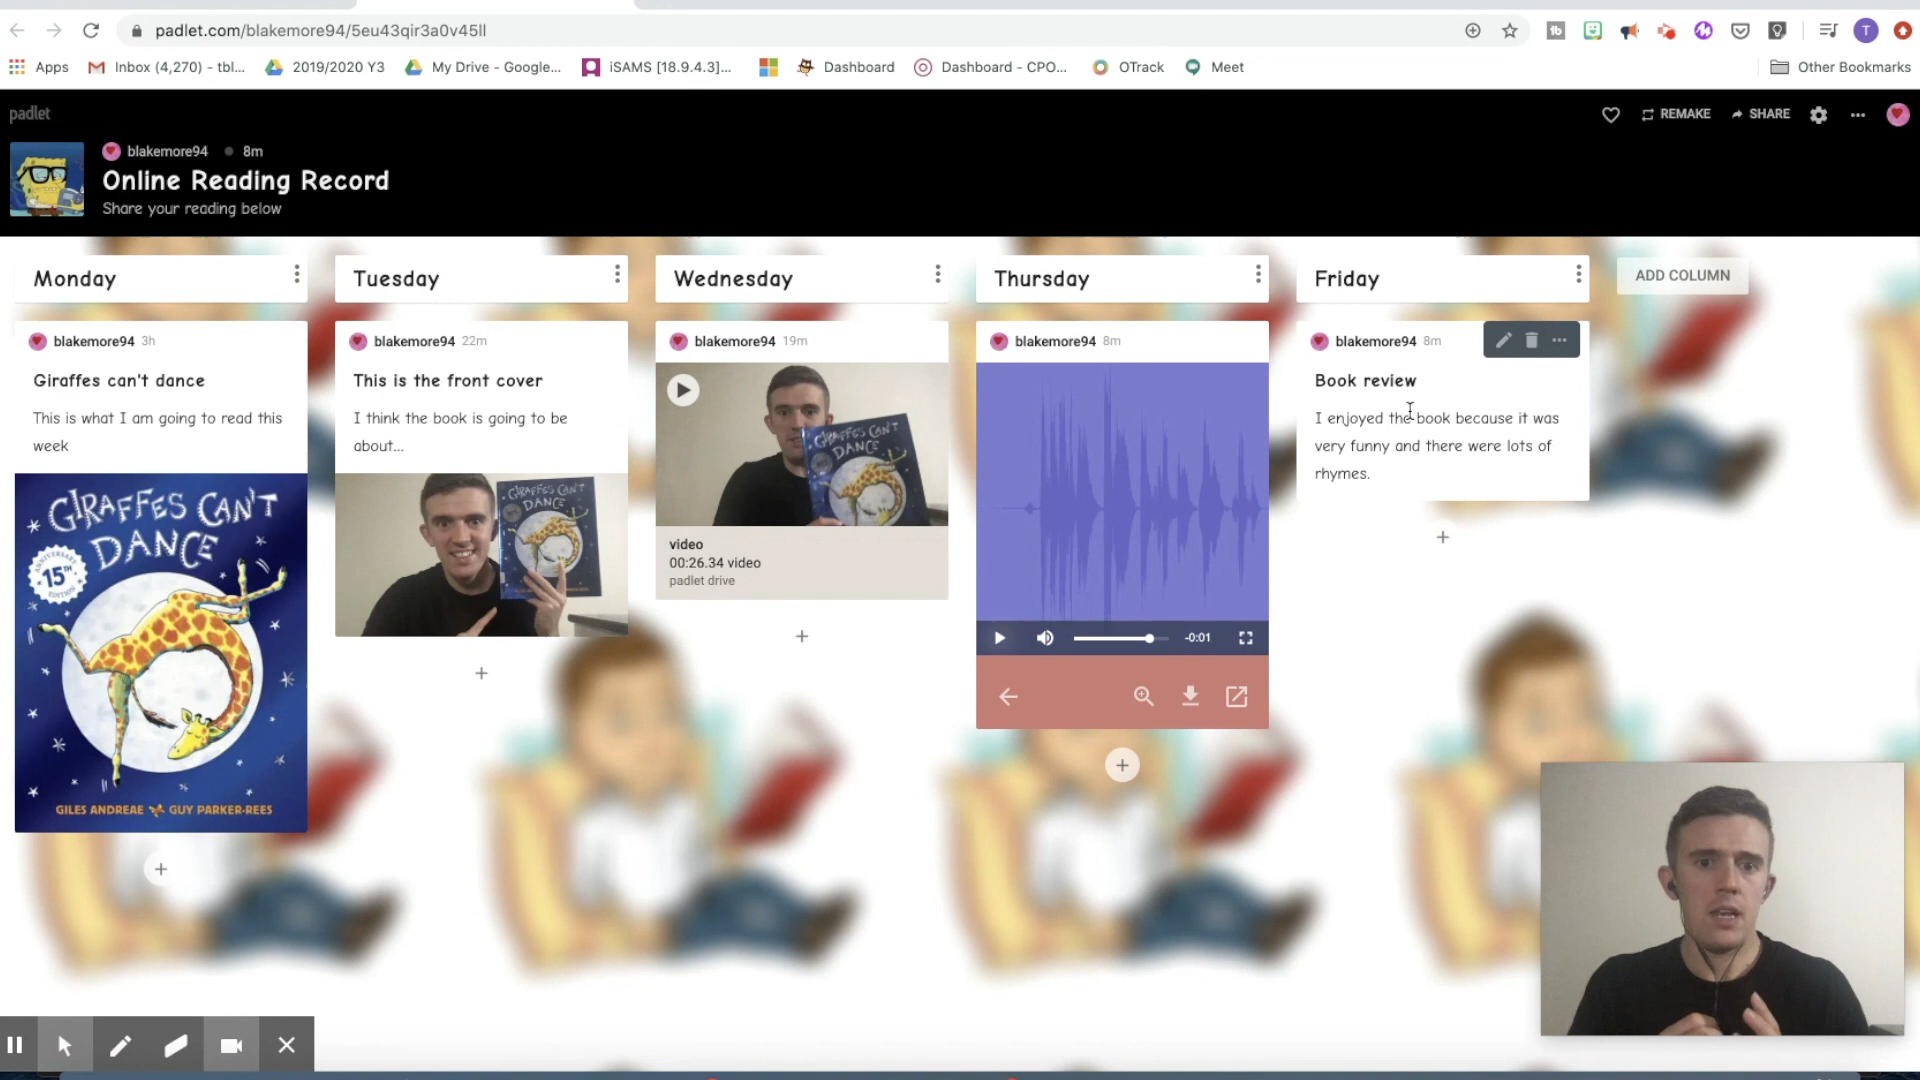 padlet.com/blakemore94/5eu43qir3a0v45ll
tb
T
Apps
Inbox (4,270) - tbl...
2019/2020 Y3
My Drive - Google...
iSAMS [18.9.4.3]...
Dashboard
Dashboard - CPO...
OTrack
Meet
Other Bookmarks
padlet
REMAKE
SHARE
blakemore94
8m
Online Reading Record
Share your reading below
Monday
Tuesday
Wednesday
Thursday
Friday
ADD COLUMN
blakemore94 3h
Giraffes can't dance
This is what I am going to read this
week
GIRAFFES CAN'T
DANCE
ANNIVERSARY
15TH
EDITION
GILES ANDREAE GUY PARKER-REES
blakemore94 22m
This is the front cover
I think the book is going to be
about...
GIRAFFES CAN'T
DANCE
blakemore94 19m
GIRAFFES CAN'T
DANCE
video
00:26.34 video
padlet drive
blakemore94 8m
-0:01
blakemore94 8m
Book review
I enjoyed the book because it was
very funny and there were lots of
rhymes.